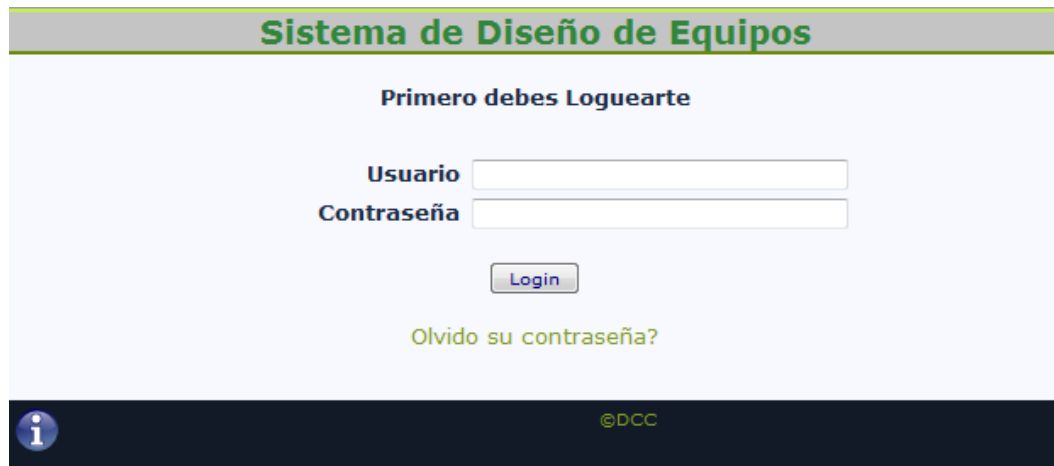 Sistema de Diseño de Equipos
Primero debes Loguearte
Usuario
Contraseña
Login
Olvido su contraseña?
©DCC